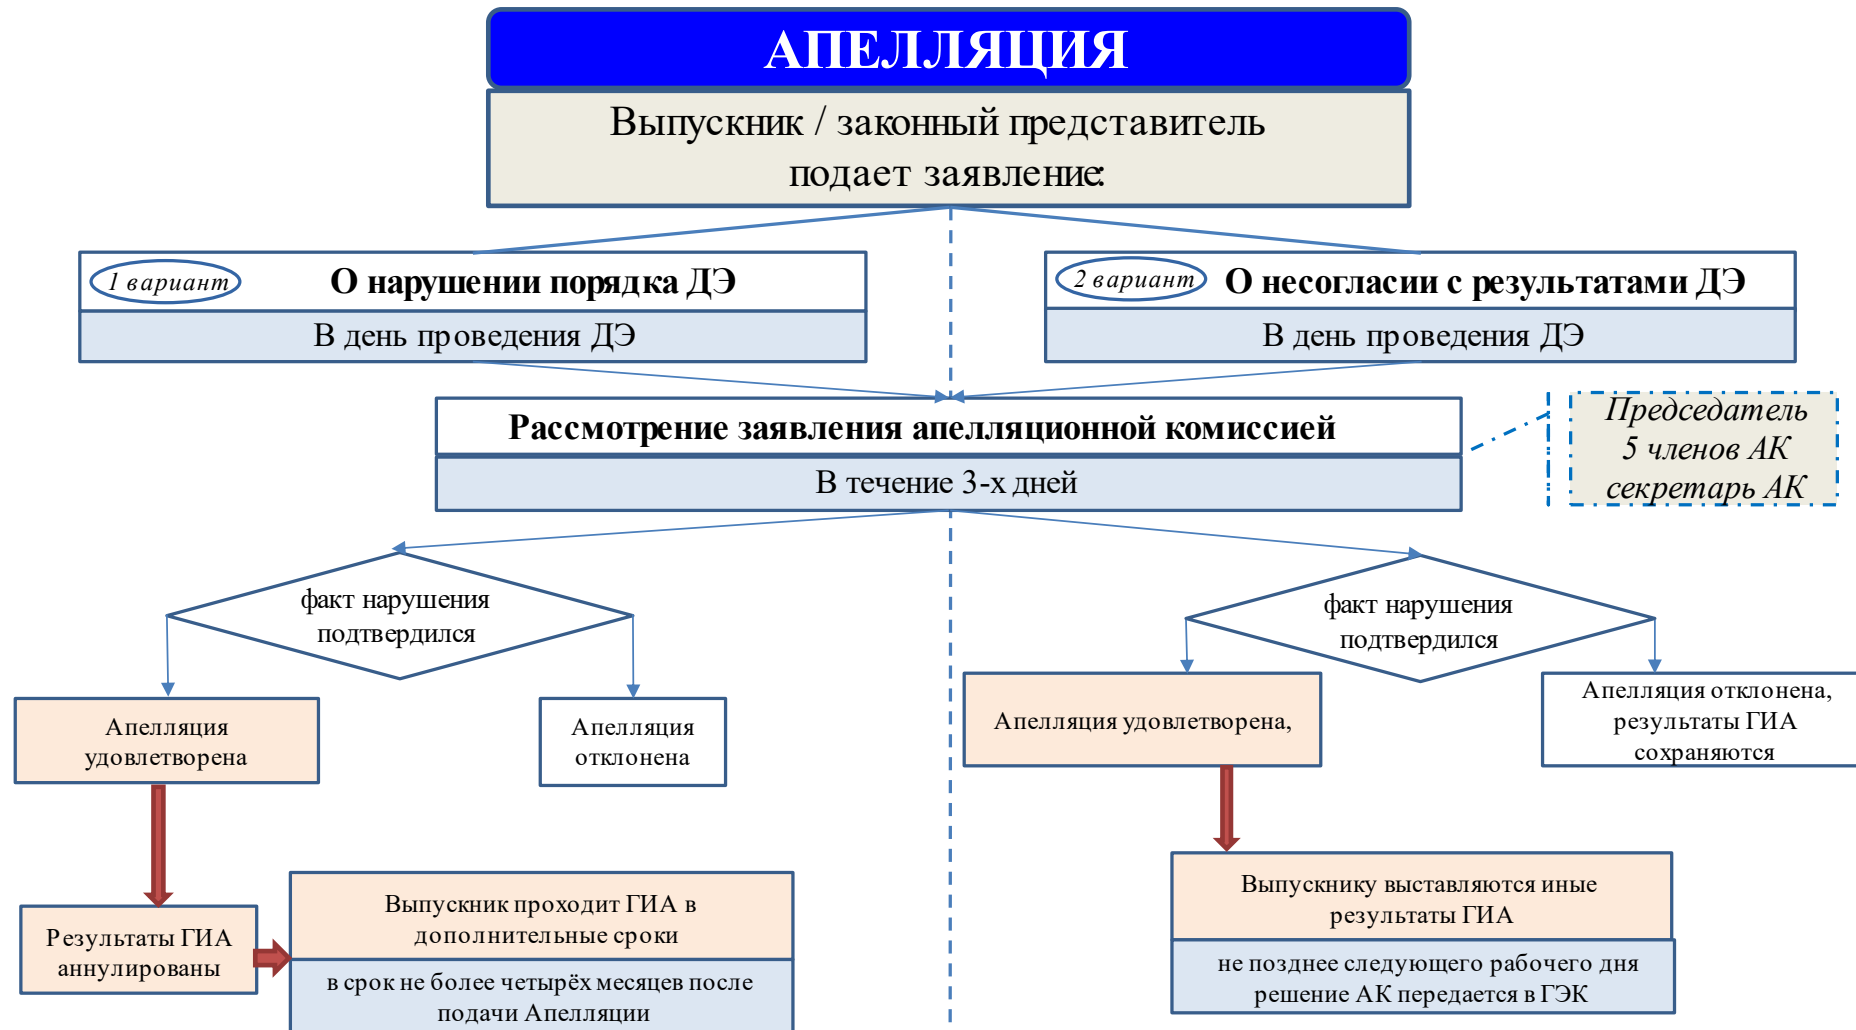 АПЕЛЛЯЦИЯ
Выпускник / законный представитель
подает заявление:
1 вариант
О нарушении порядка ДЭ
В день проведения ДЭ
2 вариант
О несогласии с результатами ДЭ
В день проведения ДЭ
Рассмотрение заявления апелляционной комиссией
В течение 3-х дней
Председатель
5 членов АК
секретарь АК
факт нарушения
подтвердился
Апелляция
удовлетворена
Апелляция
отклонена
Результаты ГИА
аннулированы
Выпускник проходит ГИА в
дополнительные сроки
в срок не более четырёх месяцев после
подачи Апелляции
факт нарушения
подтвердился
Апелляция удовлетворена,
Апелляция отклонена,
результаты ГИА
сохраняются
Выпускнику выставляются иные
результаты ГИА
не позднее следующего рабочего дня
решение АК передается в ГЭК